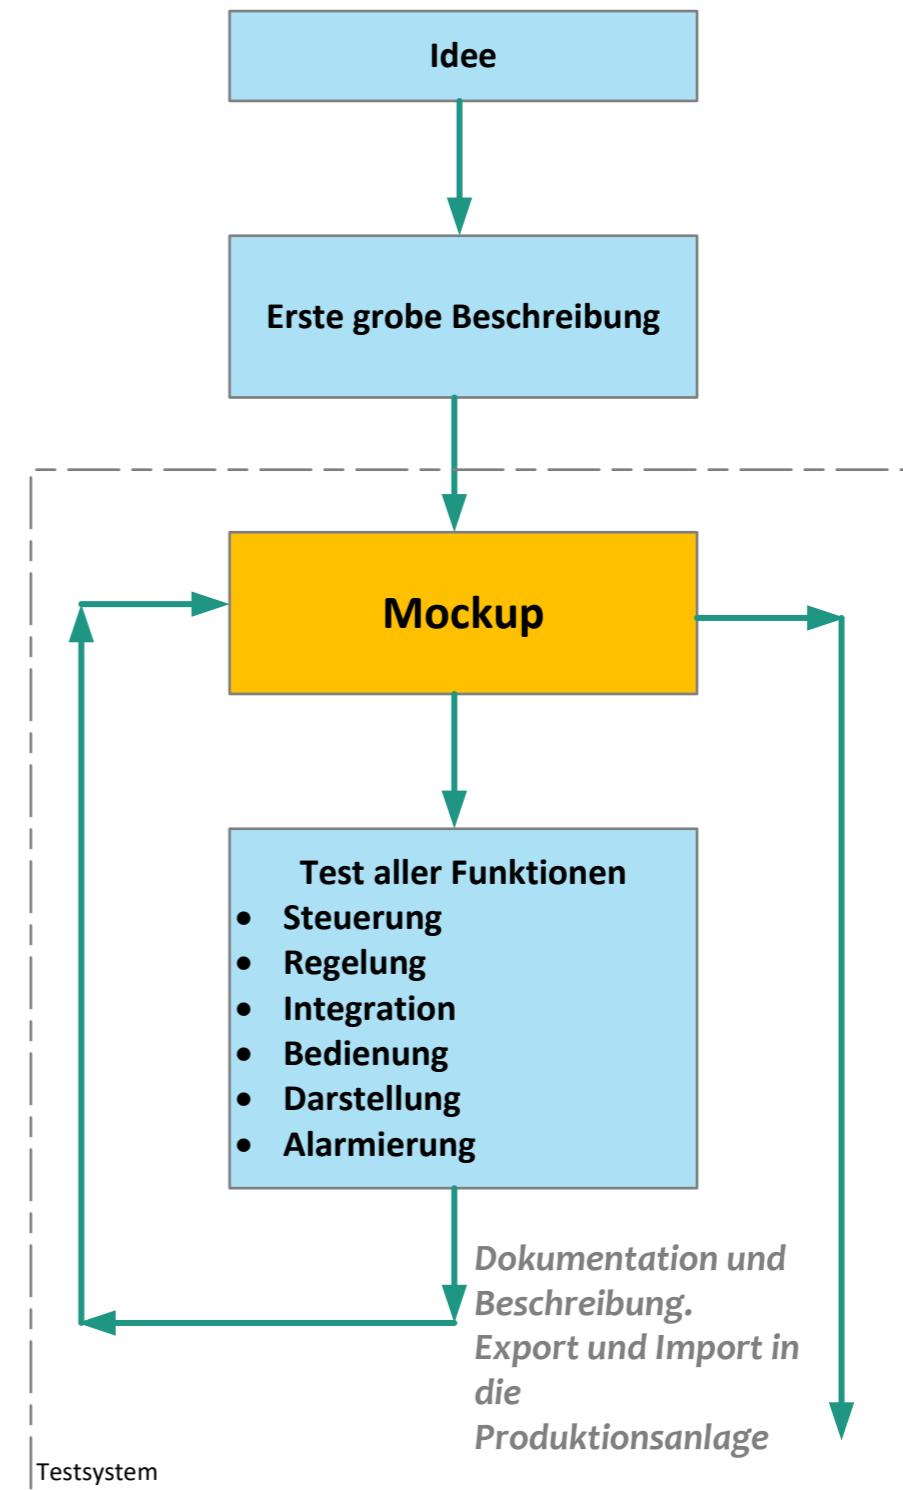 Idee
Erste grobe Beschreibung
Mockup
Test aller Funktionen
• Steuerung
• Regelung
• Integration
• Bedienung
• Darstellung
• Alarmierung
Dokumentation und
Beschreibung.
Export und Import in
die
Produktionsanlage
Testsystem